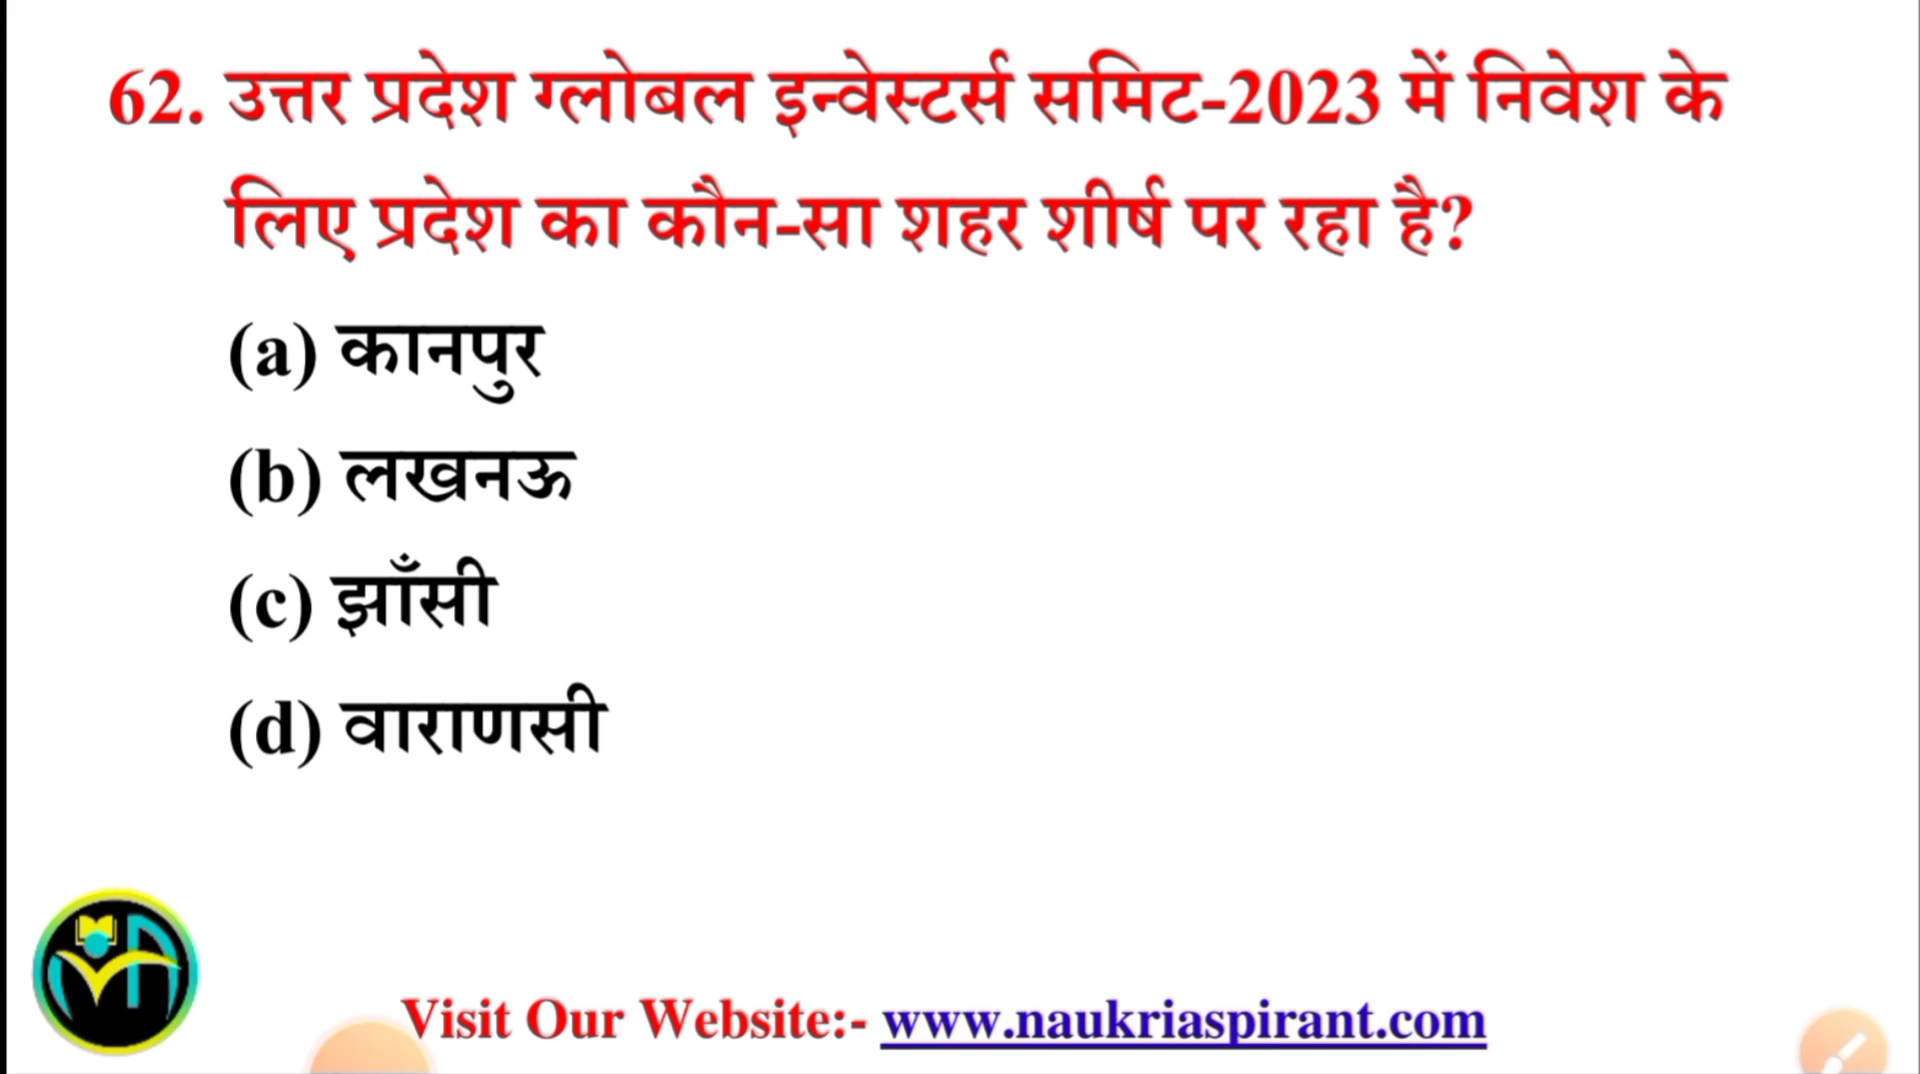 62. उत्तर प्रदेश ग्लोबल इन्वेस्टर्स समिट-2023 में निवेश के
लिए प्रदेश का कौन-सा शहर शीर्ष पर रहा है?
(a) कानपुर
(b) लखनऊ
(c) झाँसी
(d) वाराणसी
Visit Our Website:- www.naukriaspirant.com